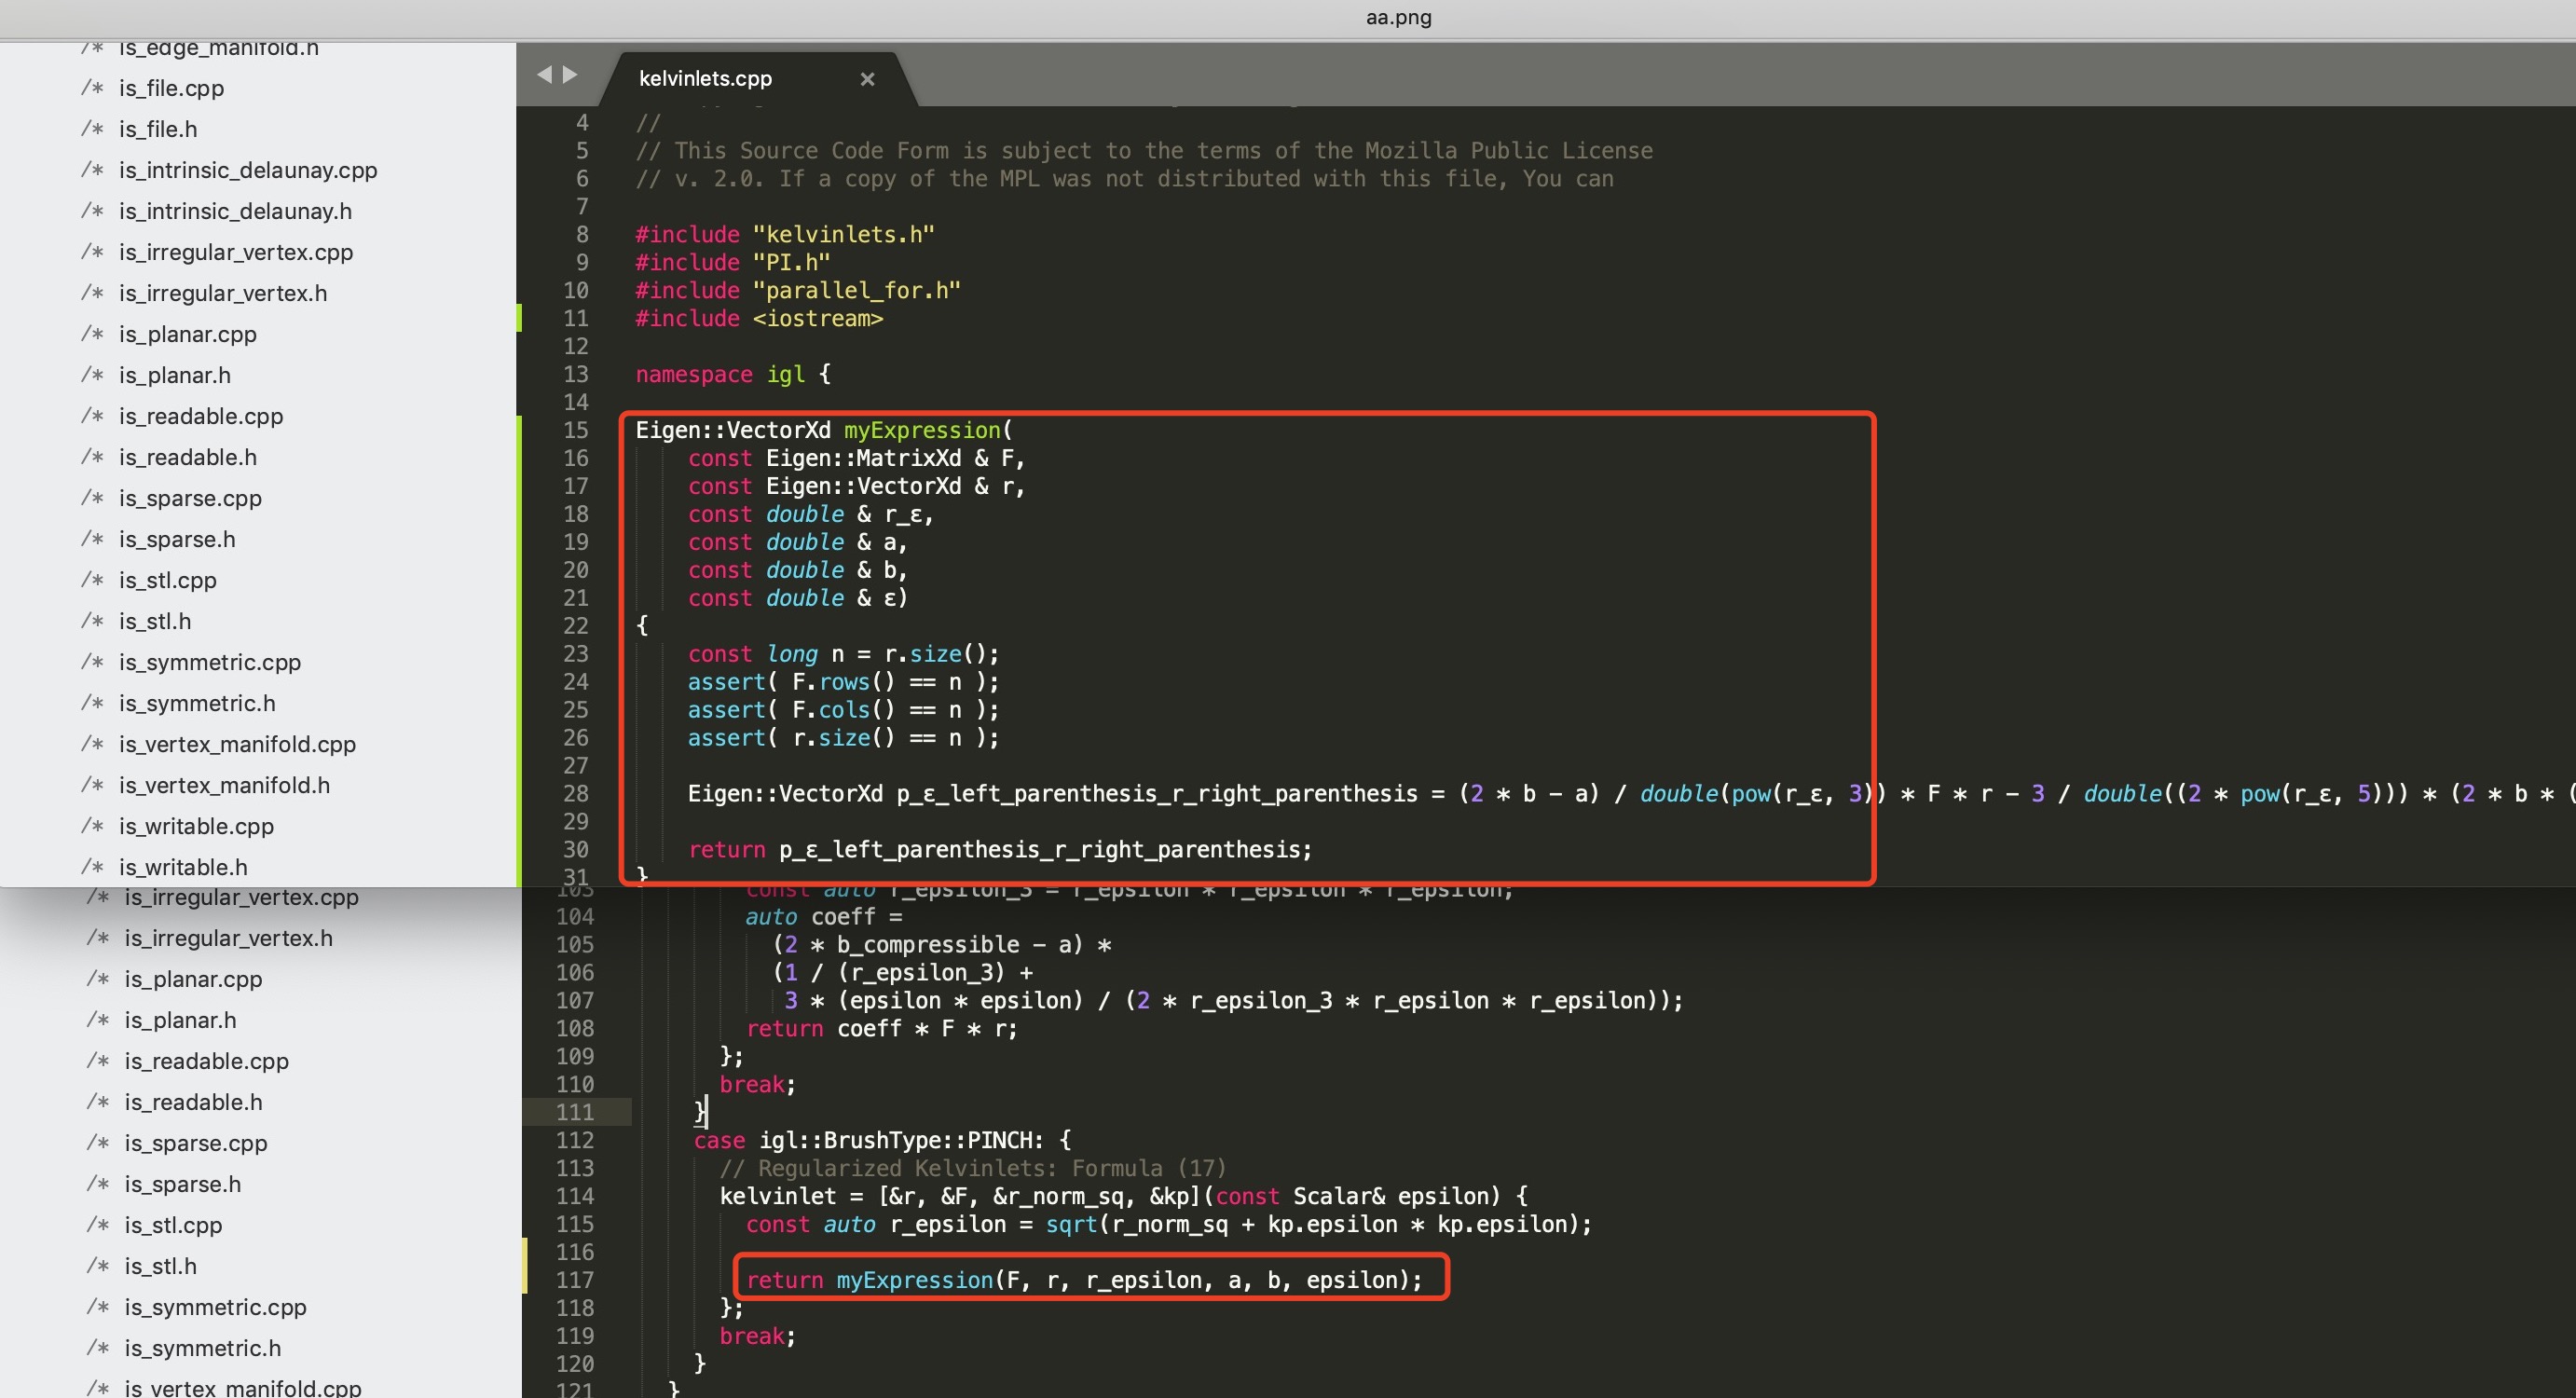 aa.png
/* is_edge_manifold.h
/* is_file.cpp
/* is_file.h
/* is_intrinsic_delaunay.cpp
/* is_intrinsic_delaunay.h
/* is_irregular_vertex.cpp
/* is_irregular_vertex.h
/* is_planar.cpp
/* is_planar.h
/* is_readable.cpp
/* is_readable.h
/* is_sparse.cpp
/* is_sparse.h
/* is_stl.cpp
/* is_stl.h
/* is_symmetric.cpp
/* is_symmetric.h
/* is_vertex_manifold.cpp
/* is_vertex_manifold.h
/* is_writable.cpp
/* is_writable.h
kelvinlets.cpp ×
4 //
5 // This Source Code Form is subject to the terms of the Mozilla Public License
6 // v. 2.0. If a copy of the MPL was not distributed with this file, You can
7
8 #include "kelvinlets.h"
9 #include "PI.h"
10 #include "parallel_for.h"
11 #include <iostream>
12
13 namespace igl {
14
15 Eigen::VectorXd myExpression(
16 const Eigen::MatrixXd & F,
17 const Eigen::VectorXd & r,
18 const double & r_ε,
19 const double & a,
20 const double & b,
21 const double & ε)
22 {
23 const long n = r.size();
24 assert( F.rows() == n );
25 assert( F.cols() == n );
26 assert( r.size() == n );
27
28 Eigen::VectorXd p_ε_left_parenthesis_r_right_parenthesis = (2 * b - a) / double(pow(r_ε, 3)) * F * r - 3 / double((2 * pow(r_ε, 5))) * (2 * b * (
29
30 return p_ε_left_parenthesis_r_right_parenthesis;
31 }
/* is_irregular_vertex.cpp
/* is_irregular_vertex.h
/* is_planar.cpp
/* is_planar.h
/* is_readable.cpp
/* is_readable.h
/* is_sparse.cpp
/* is_sparse.h
/* is_stl.cpp
/* is_stl.h
/* is_symmetric.cpp
/* is_symmetric.h
/* is_vertex_manifold.cpp
103 const auto r_epsilon_3 = r_epsilon * r_epsilon * r_epsilon;
104 auto coeff =
105 (2 * b_compressible - a) *
106 (1 / (r_epsilon_3) +
107 3 * (epsilon * epsilon) / (2 * r_epsilon_3 * r_epsilon * r_epsilon));
108 return coeff * F * r;
109 };
110 break;
111 }
112 case igl::BrushType::PINCH: {
113 // Regularized Kelvinlets: Formula (17)
114 kelvinlet = [&r, &F, &r_norm_sq, &kp](const Scalar& epsilon) {
115 const auto r_epsilon = sqrt(r_norm_sq + kp.epsilon * kp.epsilon);
116
117 return myExpression(F, r, r_epsilon, a, b, epsilon);
118 };
119 break;
120 }
121 }